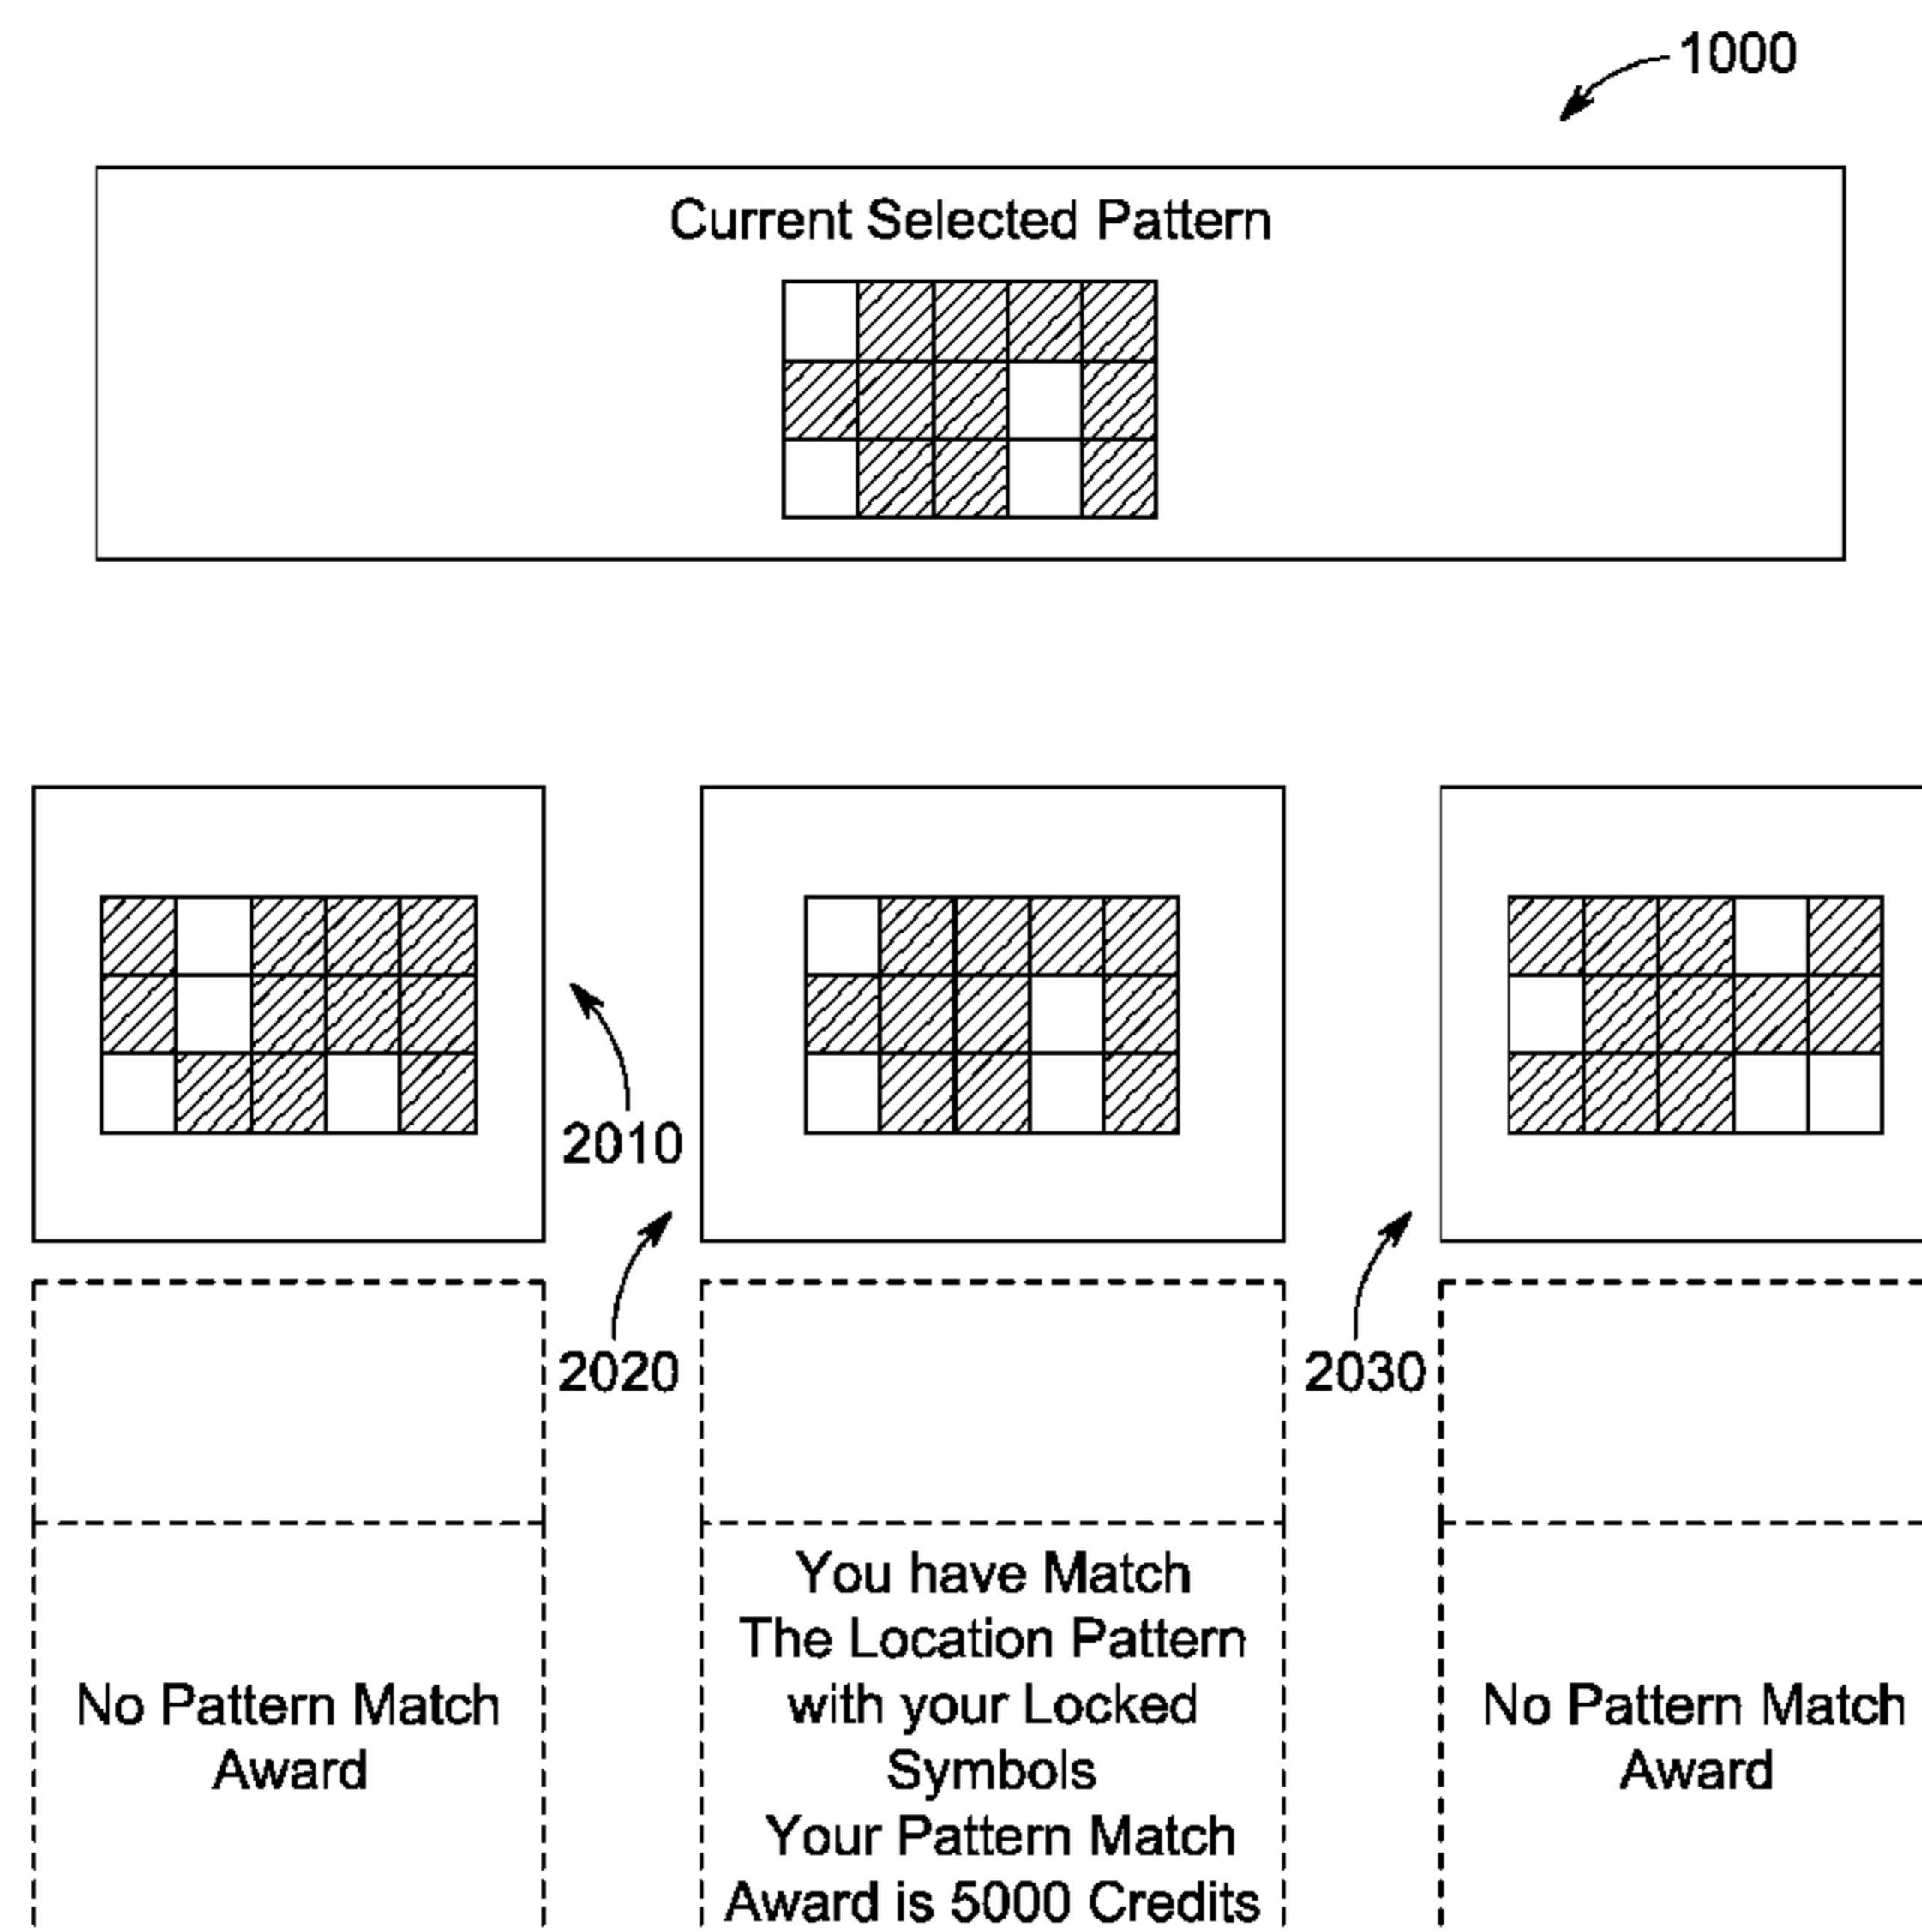 1000
Current Selected Pattern
2010
2020
2030
No Pattern Match
Award
You have Match
The Location Pattern
with your Locked
Symbols
Your Pattern Match
Award is 5000 Credits
No Pattern Match
Award